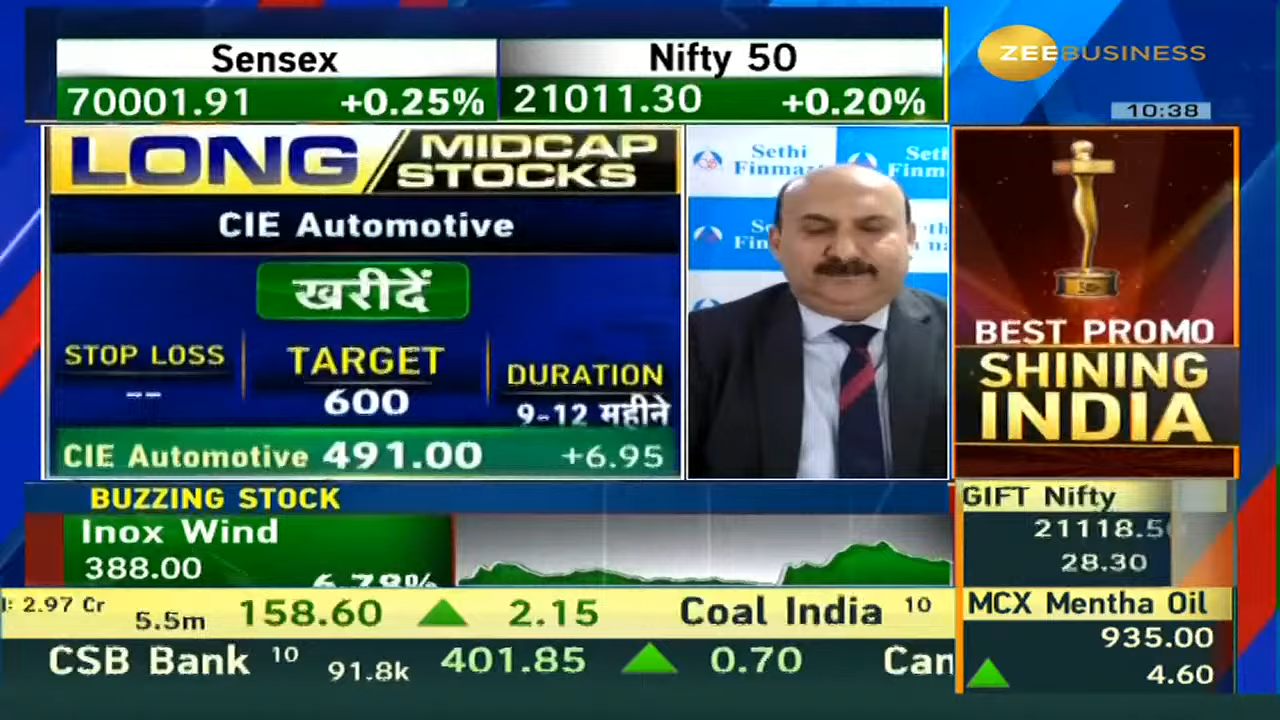 Sensex
70001.91 +0.25%
Nifty 50
21011.30 +0.20%
ZEEBUSINESS
10:38
LONG MIDCAP STOCKS
CIE Automotive
खरीदें
STOP LOSS
--
TARGET
600
DURATION
9-12 महीने
CIE Automotive 491.00 +6.95
Sethi
BEST PROMO
SHINING
INDIA
BUZZING STOCK
Inox Wind
388.00
6.78%
GIFT Nifty
28.30
MCX Mentha Oil
935.00
4.60
2.97 Cr 5.5m 158.60 2.15 Coal India 10
CSB Bank 10 91.8k 401.85 0.70